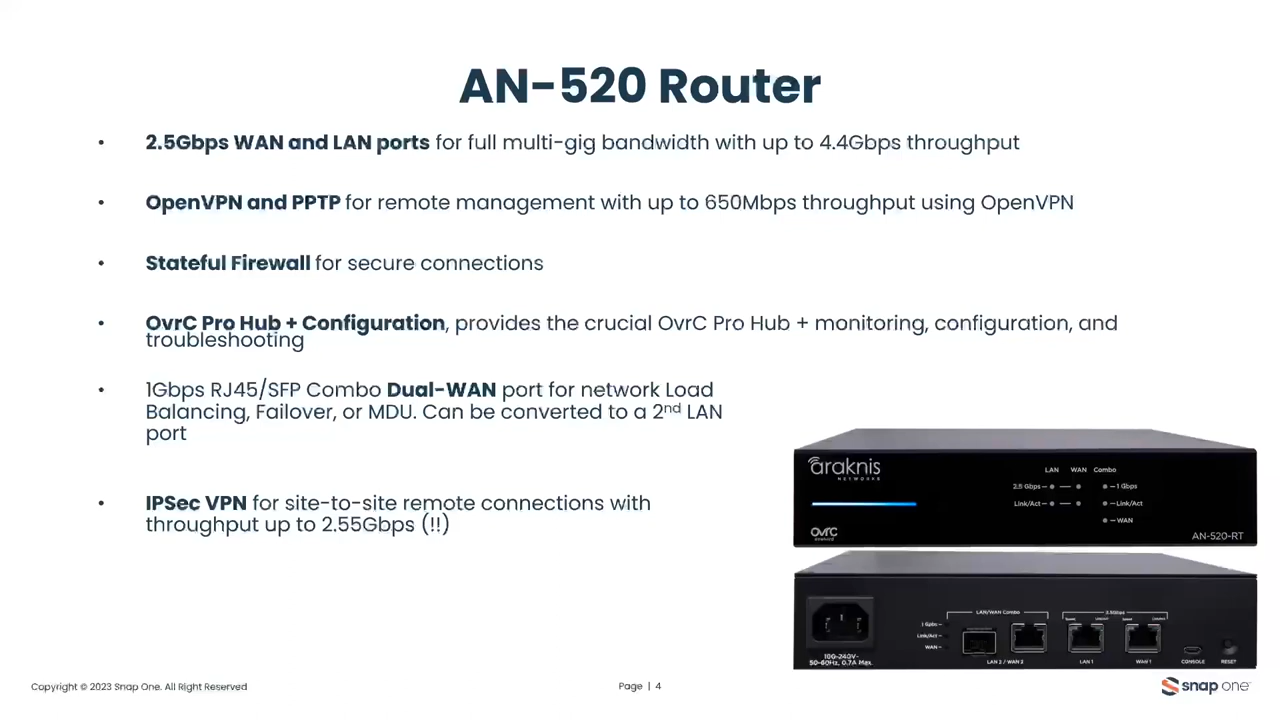 AN-520 Router
• 2.5Gbps WAN and LAN ports for full multi-gig bandwidth with up to 4.4Gbps throughput
• OpenVPN and PPTP for remote management with up to 650Mbps throughput using OpenVPN
• Stateful Firewall for secure connections
• OvrC Pro Hub + Configuration, provides the crucial OvrC Pro Hub + monitoring, configuration, and
troubleshooting
• 1Gbps RJ45/SFP Combo Dual-WAN port for network Load
Balancing, Failover, or MDU. Can be converted to a 2nd LAN
port
• IPSec VPN for site-to-site remote connections with
throughput up to 2.55Gbps (!!)
araknis
NETWORKS
LAN WAN Combo
2.5 Gbps 1 Gbps
Link/Act Link/Act
WAN
OvrC
AN-520-RT
LAN/WAN Combo
2.5Gbps
1 Gbps
Link/Act
WAN
100-240V~
50-60Hz, 0.7A Max.
LAN 2 / WAN 2
LAN 1
WAN 1
CONSOLE
RESET
Copyright © 2023 Snap One. All Right Reserved
Page | 4
snap one